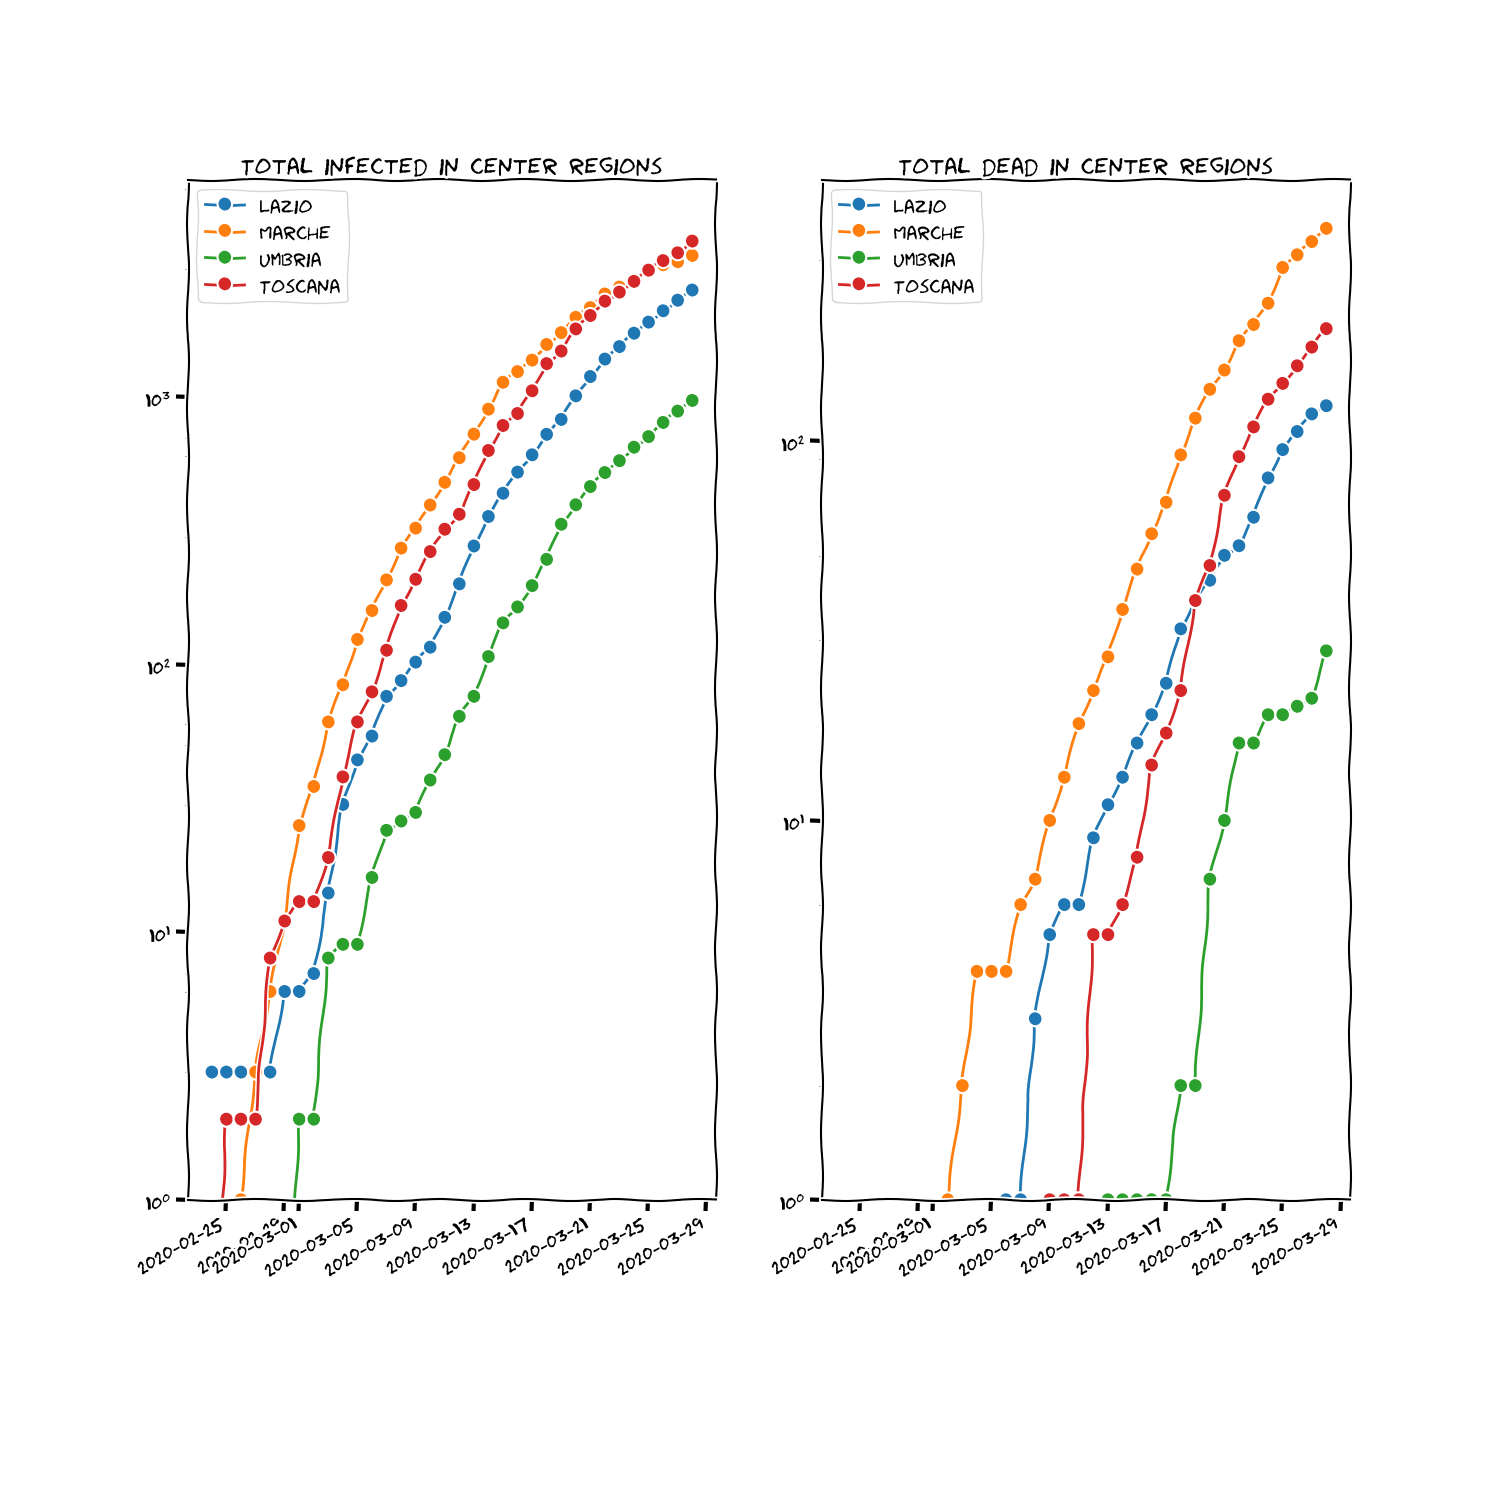 TOTAL INFECTED IN CENTER REGIONS
LAZIO
MARCHE
UMBRIA
TOSCANA
10³
10²
10¹
10⁰
2020-02-25
2020-03-01
2020-03-05
2020-03-09
2020-03-13
2020-03-17
2020-03-21
2020-03-25
2020-03-29
TOTAL DEAD IN CENTER REGIONS
LAZIO
MARCHE
UMBRIA
TOSCANA
10²
10¹
10⁰
2020-02-25
2020-03-01
2020-03-05
2020-03-09
2020-03-13
2020-03-17
2020-03-21
2020-03-25
2020-03-29